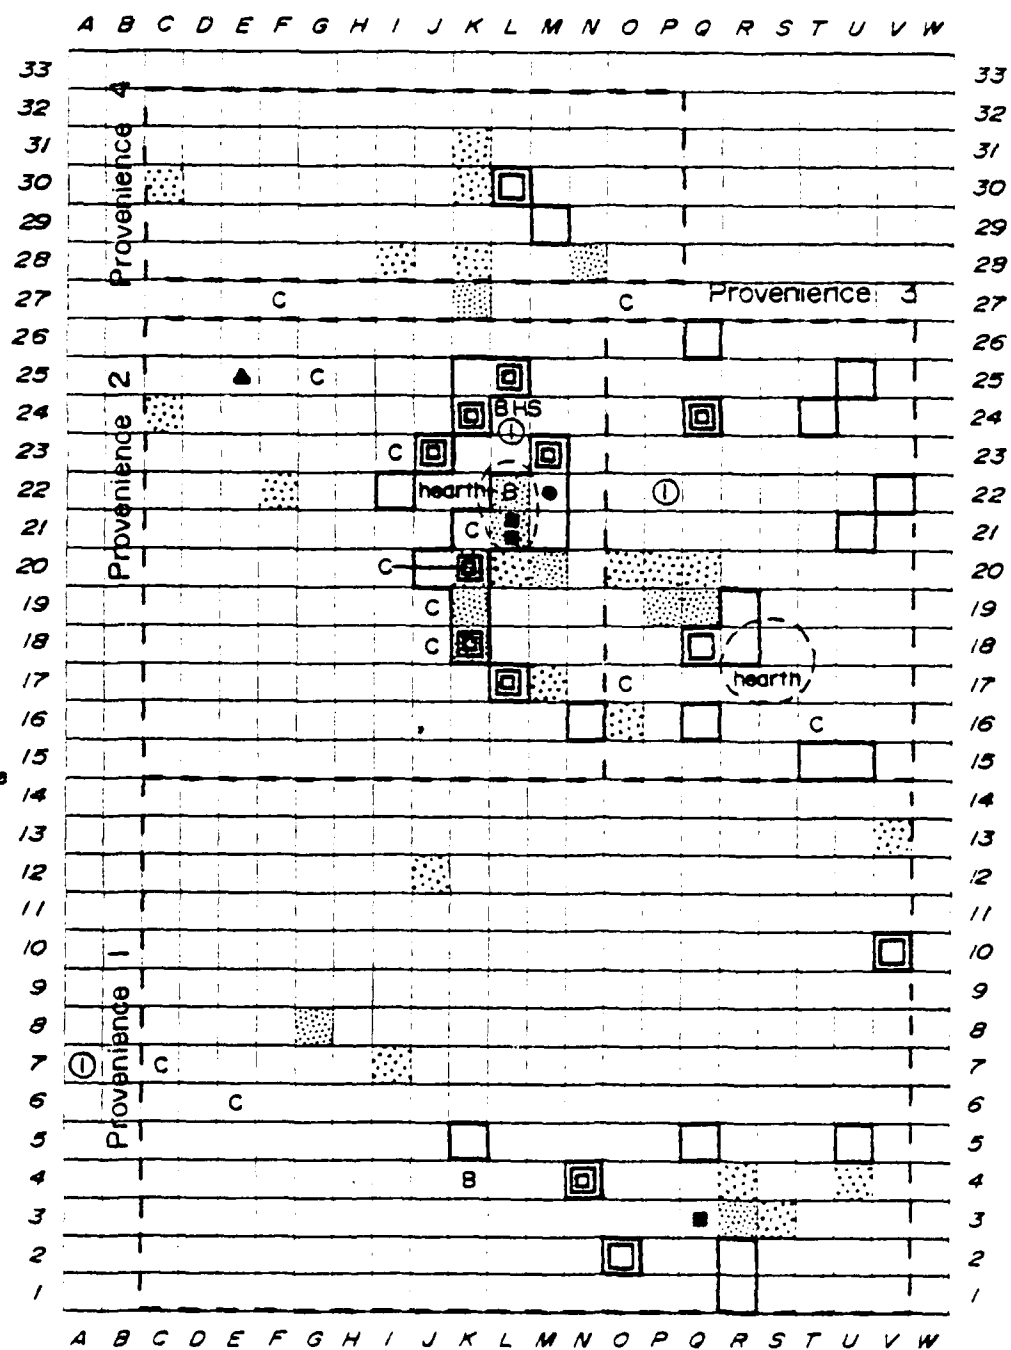 A B C D E F G H I J K L M N O P Q R S T U V W
33 33
32 32
31 31
30 30
29 29
28 28
27 C C Provenience 3 27
26 26
25 C 25
24 BHS 24
I
23 C 23
22 hearth B I 22
21 C 21
20 C 20
19 C 19
18 C 18
17 C hearth 17
16 C 16
15 15
14 14
13 13
12 12
11 11
10 10
9 9
8 8
7 I C 7
6 C 6
5 5
4 B 4
3 3
2 2
1 1
Provenience 4
Provenience 2
Provenience 1
A B C D E F G H I J K L M N O P Q R S T U V W